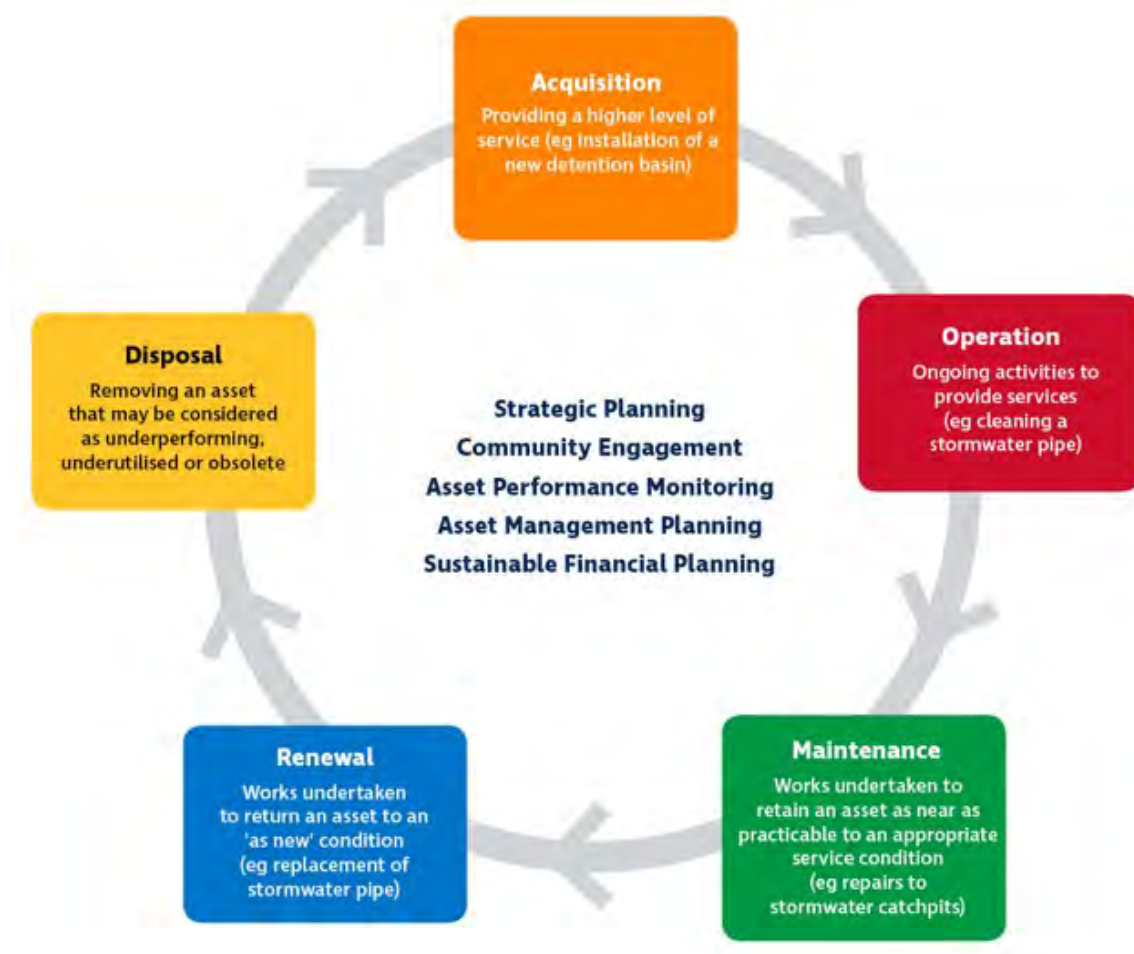 Acquisition
Providing a higher level of
service (eg installation of a
new detention basin)
Operation
Ongoing activities to
provide services
(eg cleaning a
stormwater pipe)
Maintenance
Works undertaken to
retain an asset as near as
practicable to an appropriate
service condition
(eg repairs to
stormwater catchpits)
Renewal
Works undertaken
to return an asset to an
'as new' condition
(eg replacement of
stormwater pipe)
Disposal
Removing an asset
that may be considered
as underperforming,
underutilised or obsolete
Strategic Planning
Community Engagement
Asset Performance Monitoring
Asset Management Planning
Sustainable Financial Planning